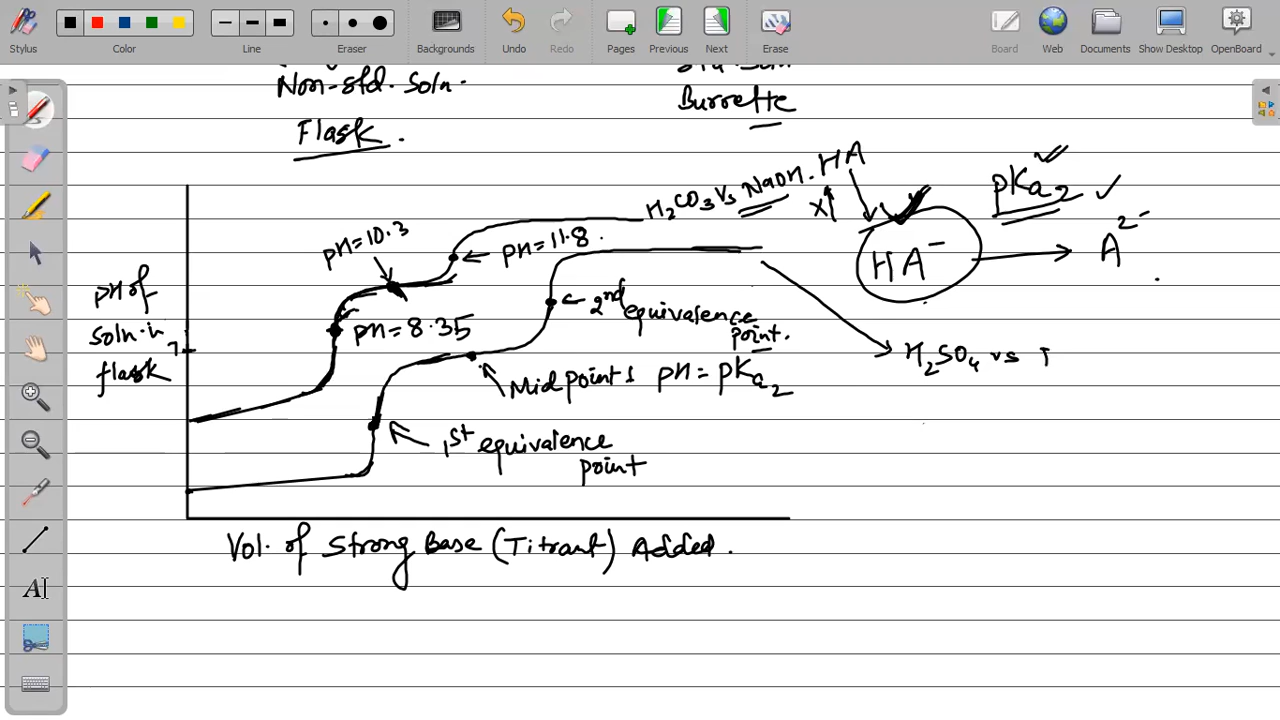 Stylus
Color
Line
Eraser
Backgrounds
Undo
Redo
Pages
Previous
Next
Erase
Board
Web
Documents
Show Desktop
OpenBoard
Non-std. Soln.
Flask.
Burrette
H2CO3 Vs NaOH.
HA
X
pKa2
HA⁻
A²⁻
pH=10.3
pH=11.8.
pH=8.35
2nd equivalence
point.
pH of
soln. in
flask
7
H2SO4 vs
Midpoint
pH = pKa2
1st equivalence
point
Vol. of Strong Base (Titrant) Added.